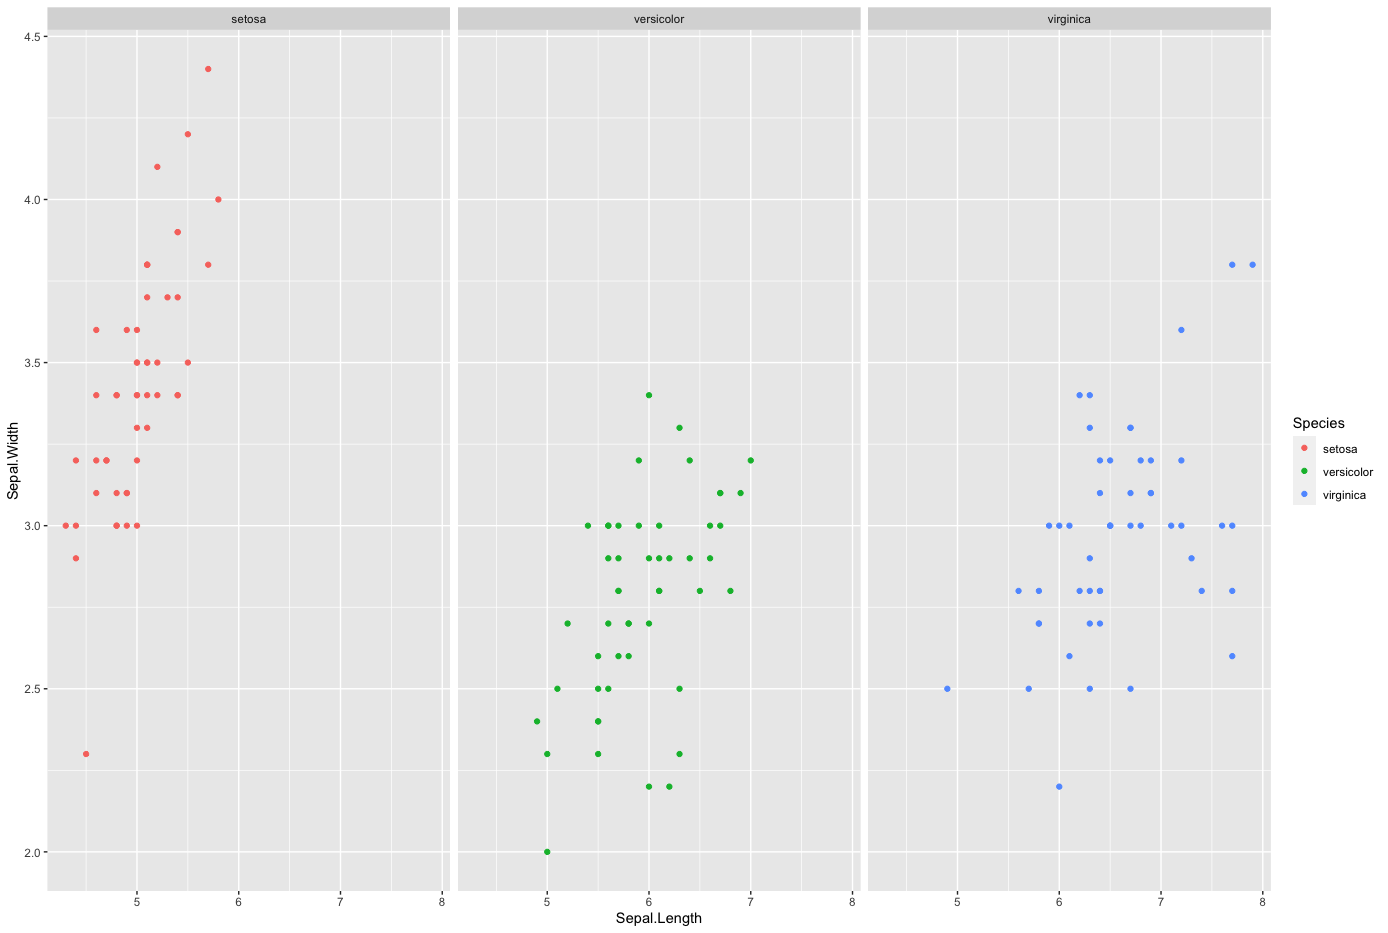 setosa
versicolor
virginica
4.5
4.0
3.5
3.0
2.5
2.0
Sepal.Width
5 6 7 8
5 6 7 8
5 6 7 8
Sepal.Length
Species
setosa
versicolor
virginica